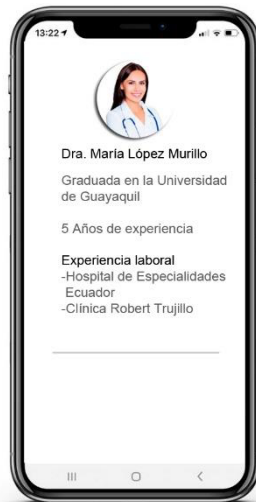 13:22
Dra. María López Murillo
Graduada en la Universidad
de Guayaquil
5 Años de experiencia
Experiencia laboral
-Hospital de Especialidades
Ecuador
-Clínica Robert Trujillo